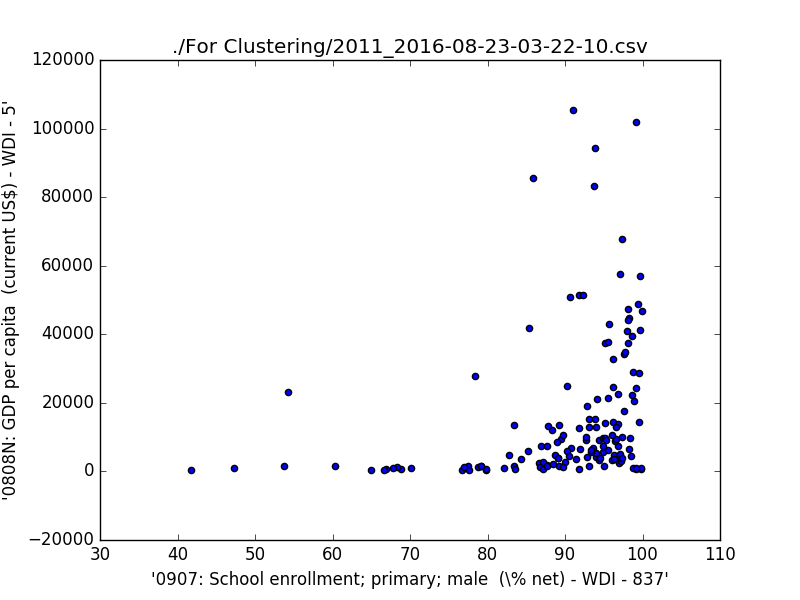 ./For Clustering/2011_2016-08-23-03-22-10.csv
120000
100000
80000
60000
40000
20000
0
−20000
'0808N: GDP per capita  (current US$) - WDI - 5'
30 40 50 60 70 80 90 100 110
'0907: School enrollment; primary; male  (\% net) - WDI - 837'